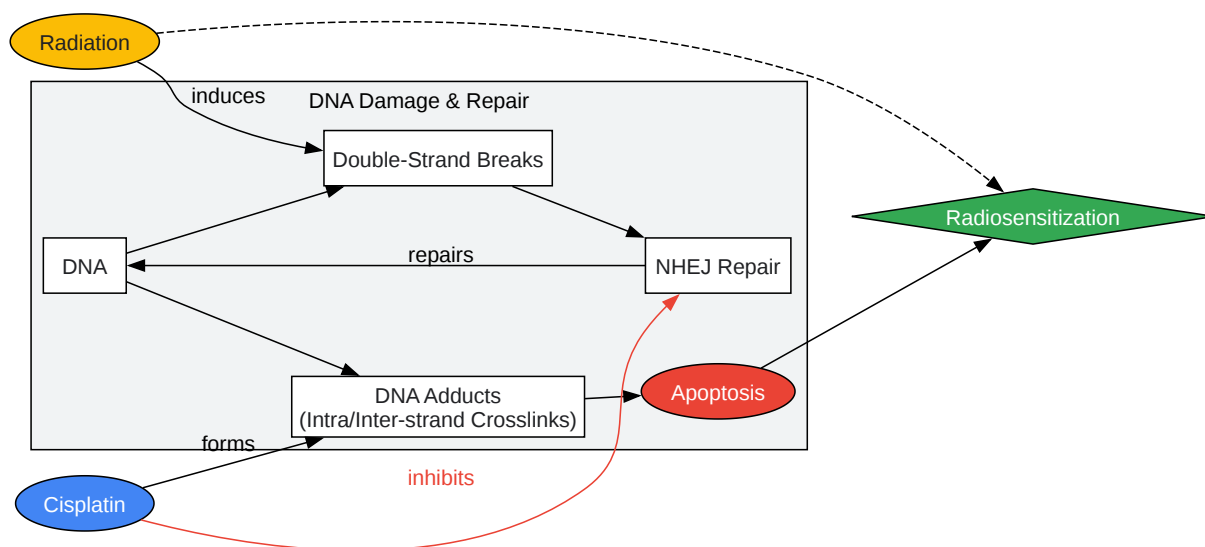 Radiation
induces
DNA Damage & Repair
Double-Strand Breaks
Radiosensitization
DNA
repairs
NHEJ Repair
DNA Adducts
(Intra/Inter-strand Crosslinks)
Apoptosis
forms
inhibits
Cisplatin